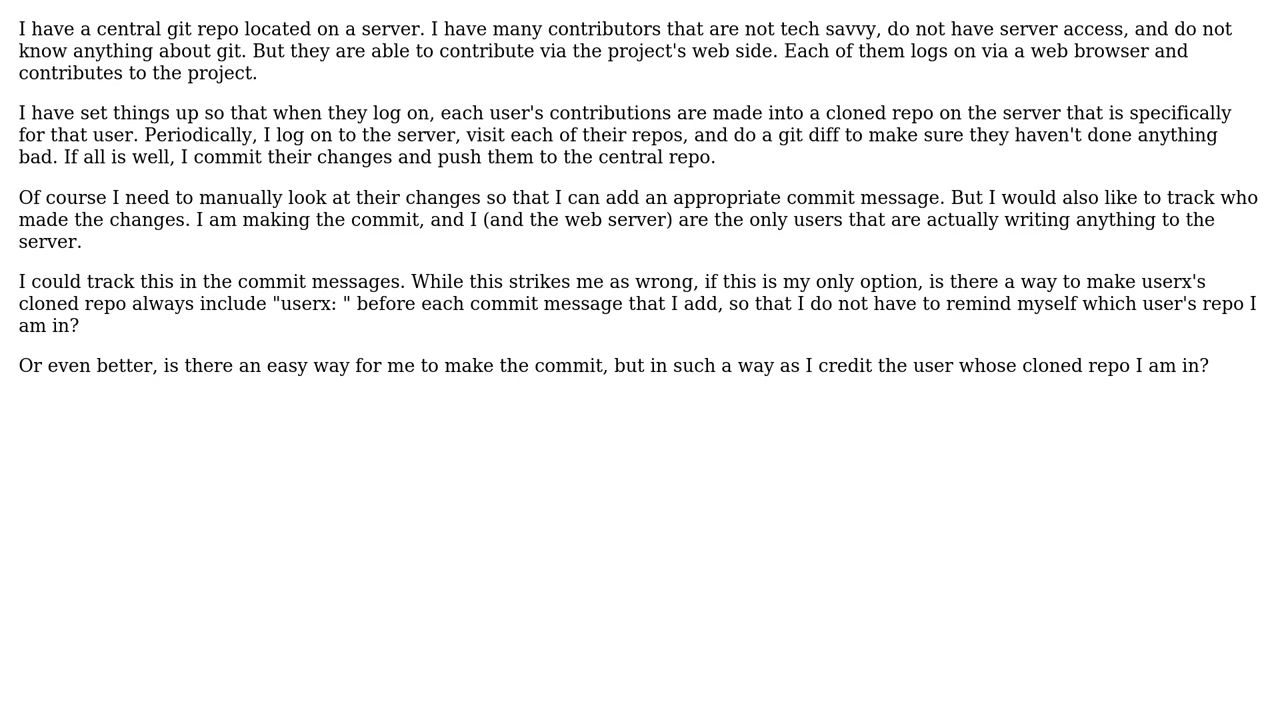 I have a central git repo located on a server. I have many contributors that are not tech savvy, do not have server access, and do not
know anything about git. But they are able to contribute via the project's web side. Each of them logs on via a web browser and
contributes to the project.
I have set things up so that when they log on, each user's contributions are made into a cloned repo on the server that is specifically
for that user. Periodically, I log on to the server, visit each of their repos, and do a git diff to make sure they haven't done anything
bad. If all is well, I commit their changes and push them to the central repo.
Of course I need to manually look at their changes so that I can add an appropriate commit message. But I would also like to track who
made the changes. I am making the commit, and I (and the web server) are the only users that are actually writing anything to the
server.
I could track this in the commit messages. While this strikes me as wrong, if this is my only option, is there a way to make userx's
cloned repo always include "userx: " before each commit message that I add, so that I do not have to remind myself which user's repo I
am in?
Or even better, is there an easy way for me to make the commit, but in such a way as I credit the user whose cloned repo I am in?